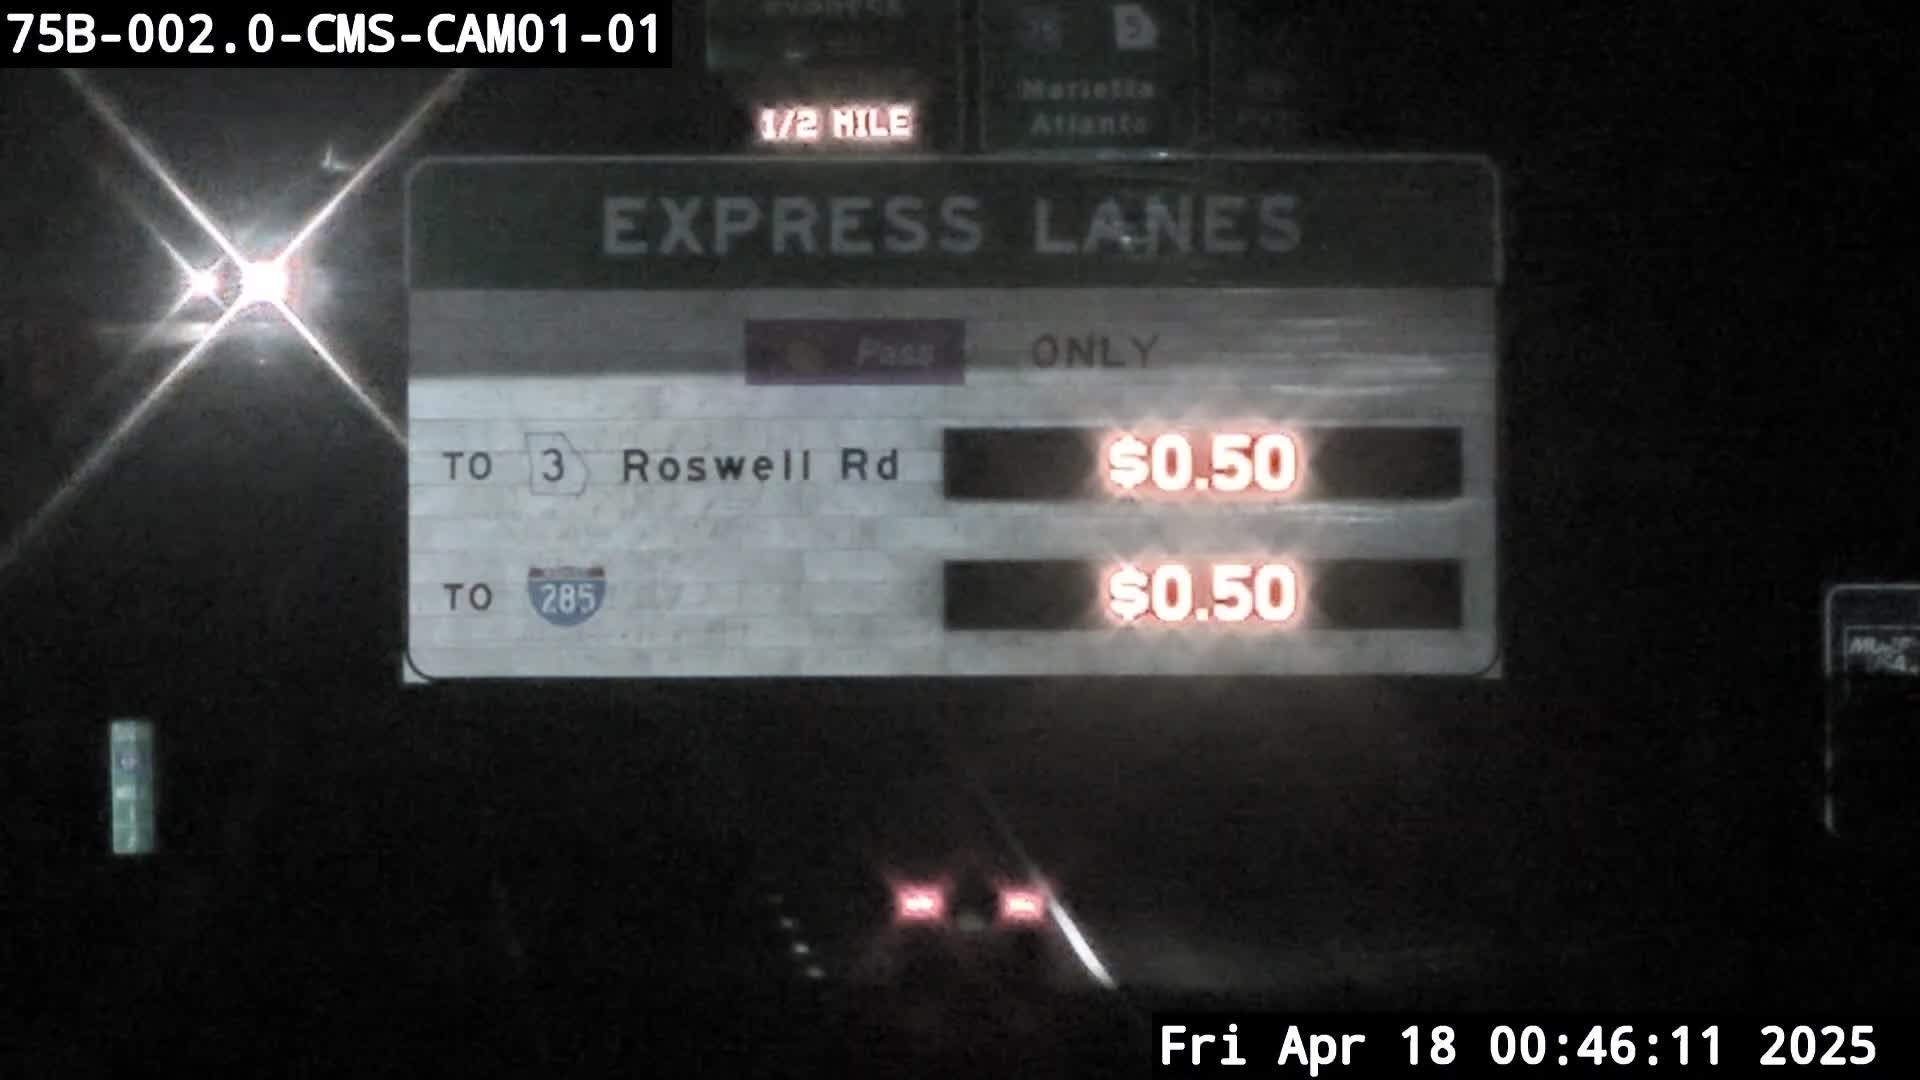 75B-002.0-CMS-CAM01-01
1/2 MILE
Marietta
Atlanta
EXPRESS LANES
Pass ONLY
TO 3 Roswell Rd $0.50
TO 285 $0.50
Fri Apr 18 00:46:11 2025